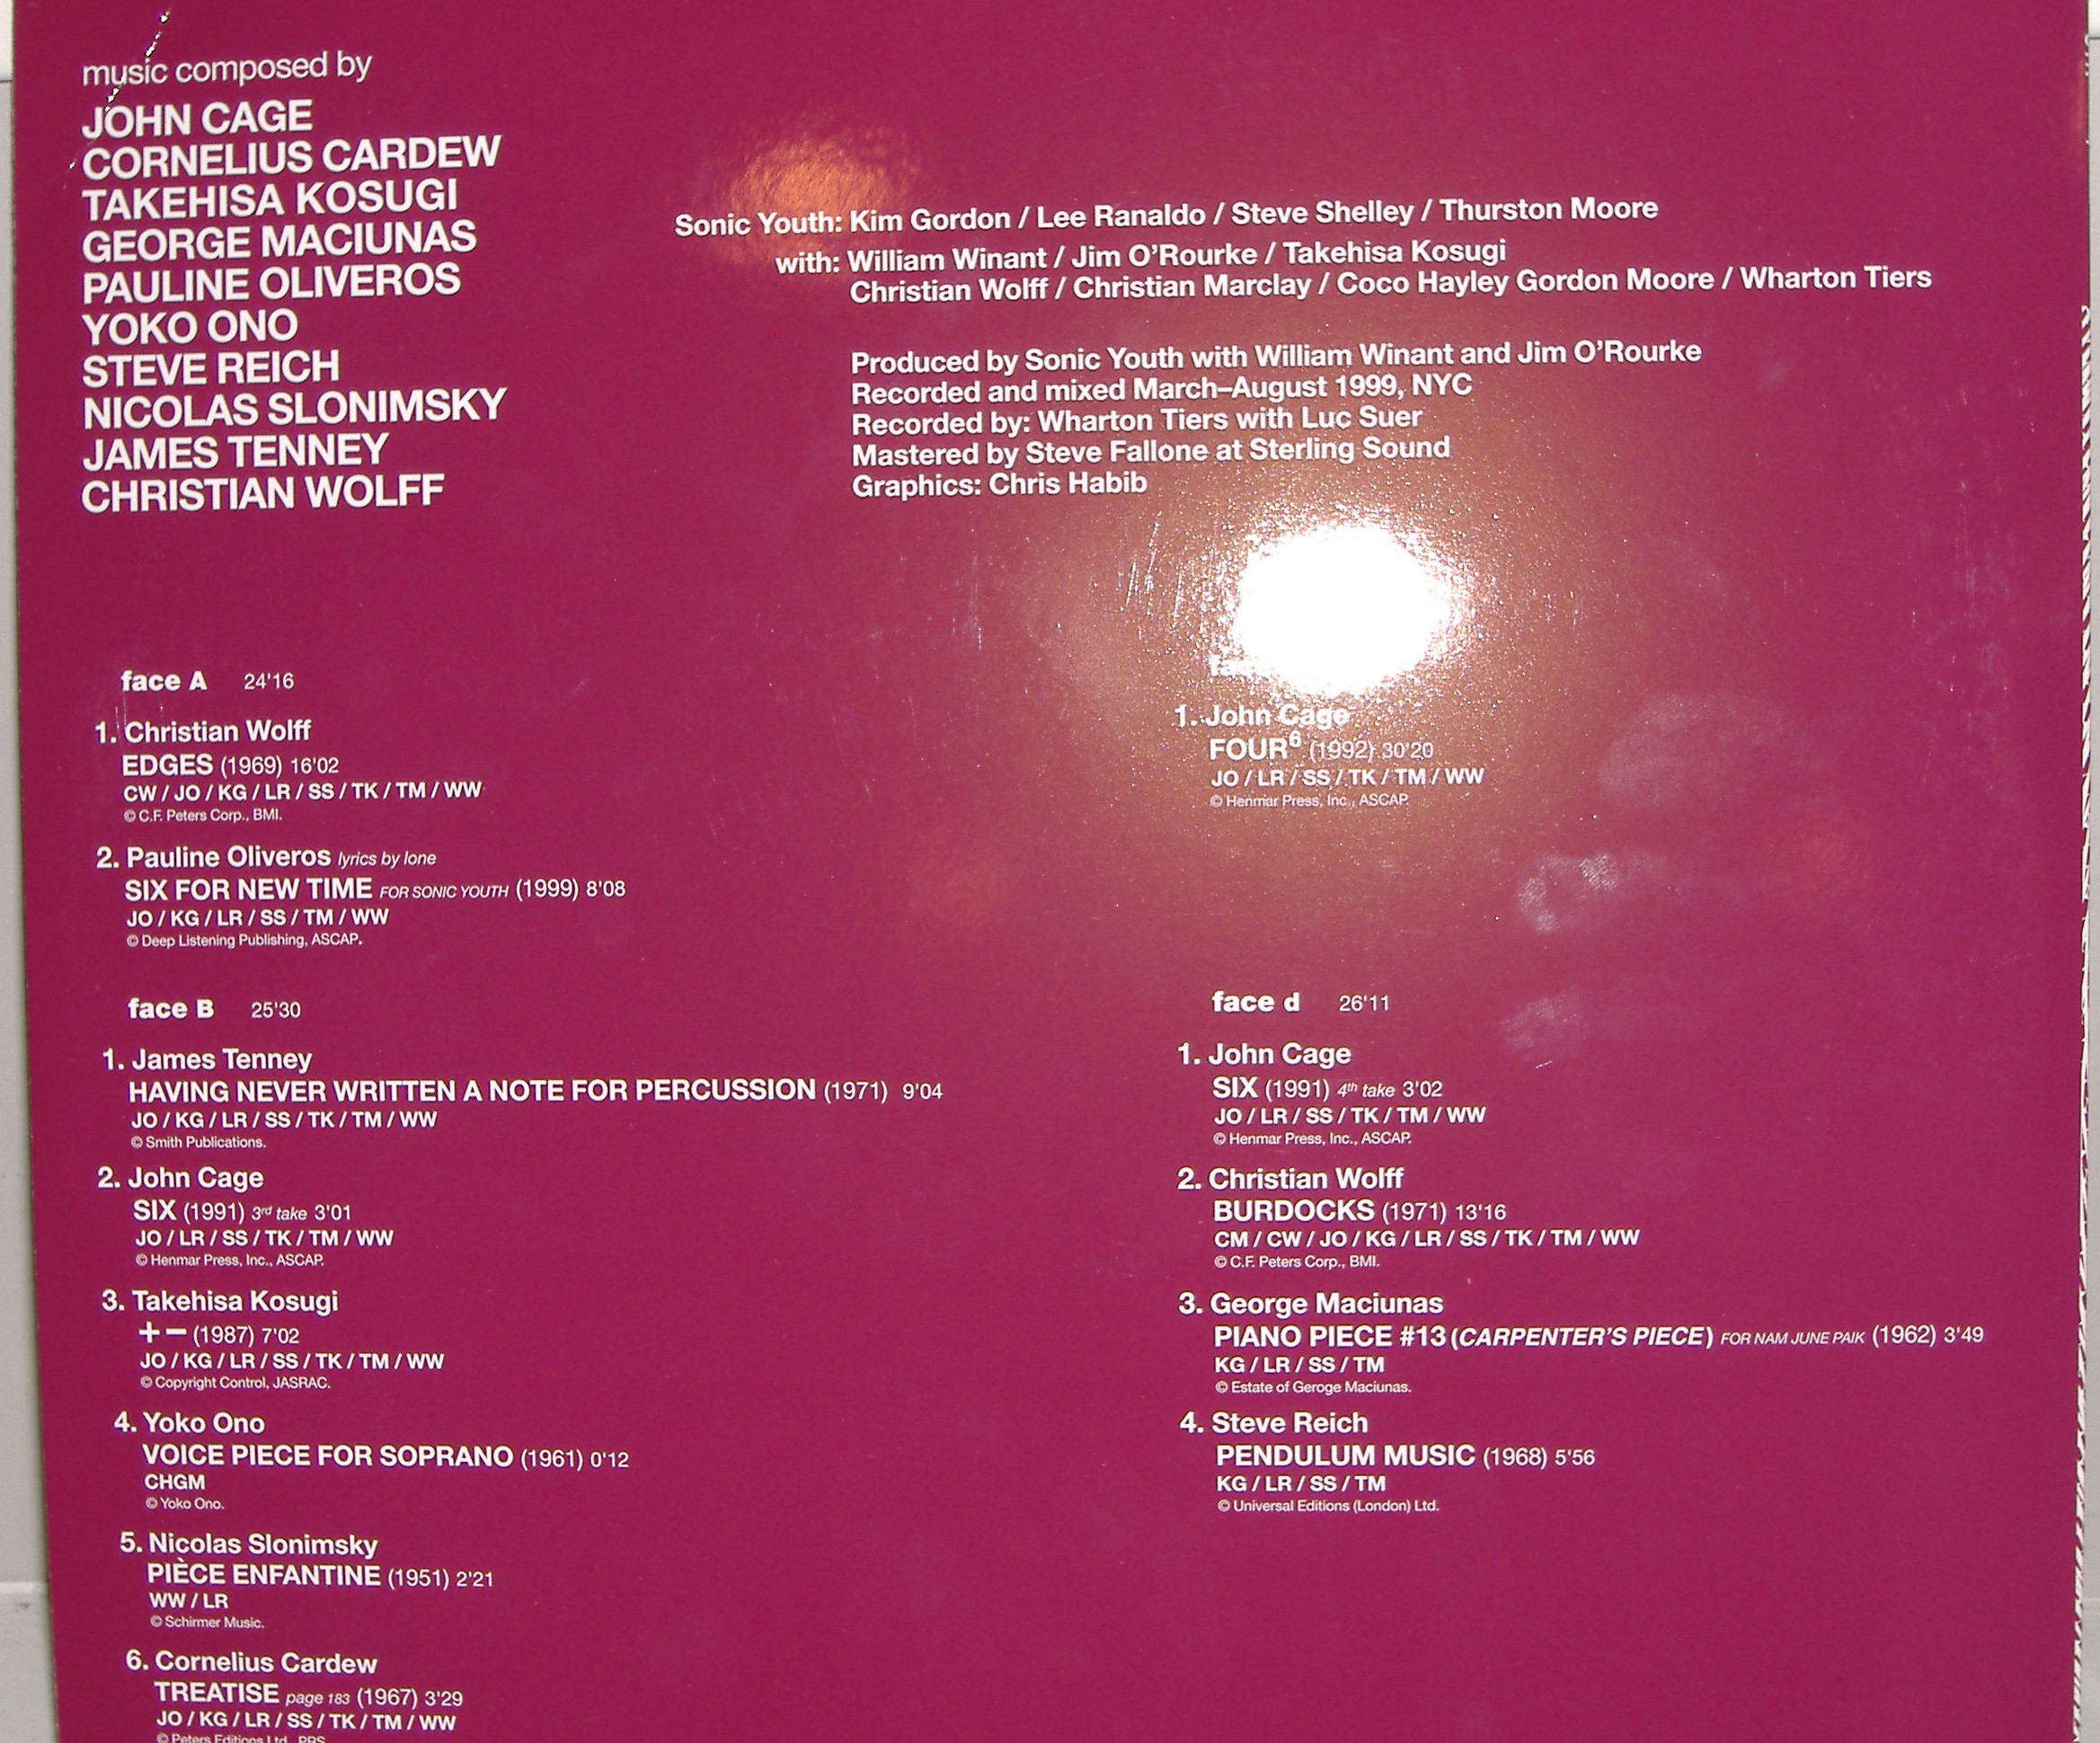 music composed by
JOHN CAGE
CORNELIUS CARDEW
TAKEHISA KOSUGI
GEORGE MACIUNAS
PAULINE OLIVEROS
YOKO ONO
STEVE REICH
NICOLAS SLONIMSKY
JAMES TENNEY
CHRISTIAN WOLFF
Sonic Youth: Kim Gordon / Lee Ranaldo / Steve Shelley / Thurston Moore
with: William Winant / Jim O'Rourke / Takehisa Kosugi
Christian Wolff / Christian Marclay / Coco Hayley Gordon Moore / Wharton Tiers
Produced by Sonic Youth with William Winant and Jim O'Rourke
Recorded and mixed March–August 1999, NYC
Recorded by: Wharton Tiers with Luc Suer
Mastered by Steve Fallone at Sterling Sound
Graphics: Chris Habib
face A 24'16
1. Christian Wolff
EDGES (1969) 16'02
CW / JO / KG / LR / SS / TK / TM / WW
© C.F. Peters Corp., BMI.
2. Pauline Oliveros lyrics by Ione
SIX FOR NEW TIME FOR SONIC YOUTH (1999) 8'08
JO / KG / LR / SS / TM / WW
© Deep Listening Publishing, ASCAP.
face B 25'30
1. James Tenney
HAVING NEVER WRITTEN A NOTE FOR PERCUSSION (1971) 9'04
JO / KG / LR / SS / TK / TM / WW
© Smith Publications.
2. John Cage
SIX (1991) 3rd take 3'01
JO / LR / SS / TK / TM / WW
© Henmar Press, Inc., ASCAP.
3. Takehisa Kosugi
+ − (1987) 7'02
JO / KG / LR / SS / TK / TM / WW
© Copyright Control, JASRAC.
4. Yoko Ono
VOICE PIECE FOR SOPRANO (1961) 0'12
CHGM
© Yoko Ono.
5. Nicolas Slonimsky
PIÈCE ENFANTINE (1951) 2'21
WW / LR
© Schirmer Music.
6. Cornelius Cardew
TREATISE page 183 (1967) 3'29
JO / KG / LR / SS / TK / TM / WW
© Peters Editions Ltd., PRS
1. John Cage
FOUR⁶ (1992) 30'20
JO / LR / SS / TK / TM / WW
© Henmar Press, Inc., ASCAP.
face d 26'11
1. John Cage
SIX (1991) 4th take 3'02
JO / LR / SS / TK / TM / WW
© Henmar Press, Inc., ASCAP.
2. Christian Wolff
BURDOCKS (1971) 13'16
CM / CW / JO / KG / LR / SS / TK / TM / WW
© C.F. Peters Corp., BMI.
3. George Maciunas
PIANO PIECE #13 (CARPENTER'S PIECE) FOR NAM JUNE PAIK (1962) 3'49
KG / LR / SS / TM
© Estate of Geroge Maciunas.
4. Steve Reich
PENDULUM MUSIC (1968) 5'56
KG / LR / SS / TM
© Universal Editions (London) Ltd.